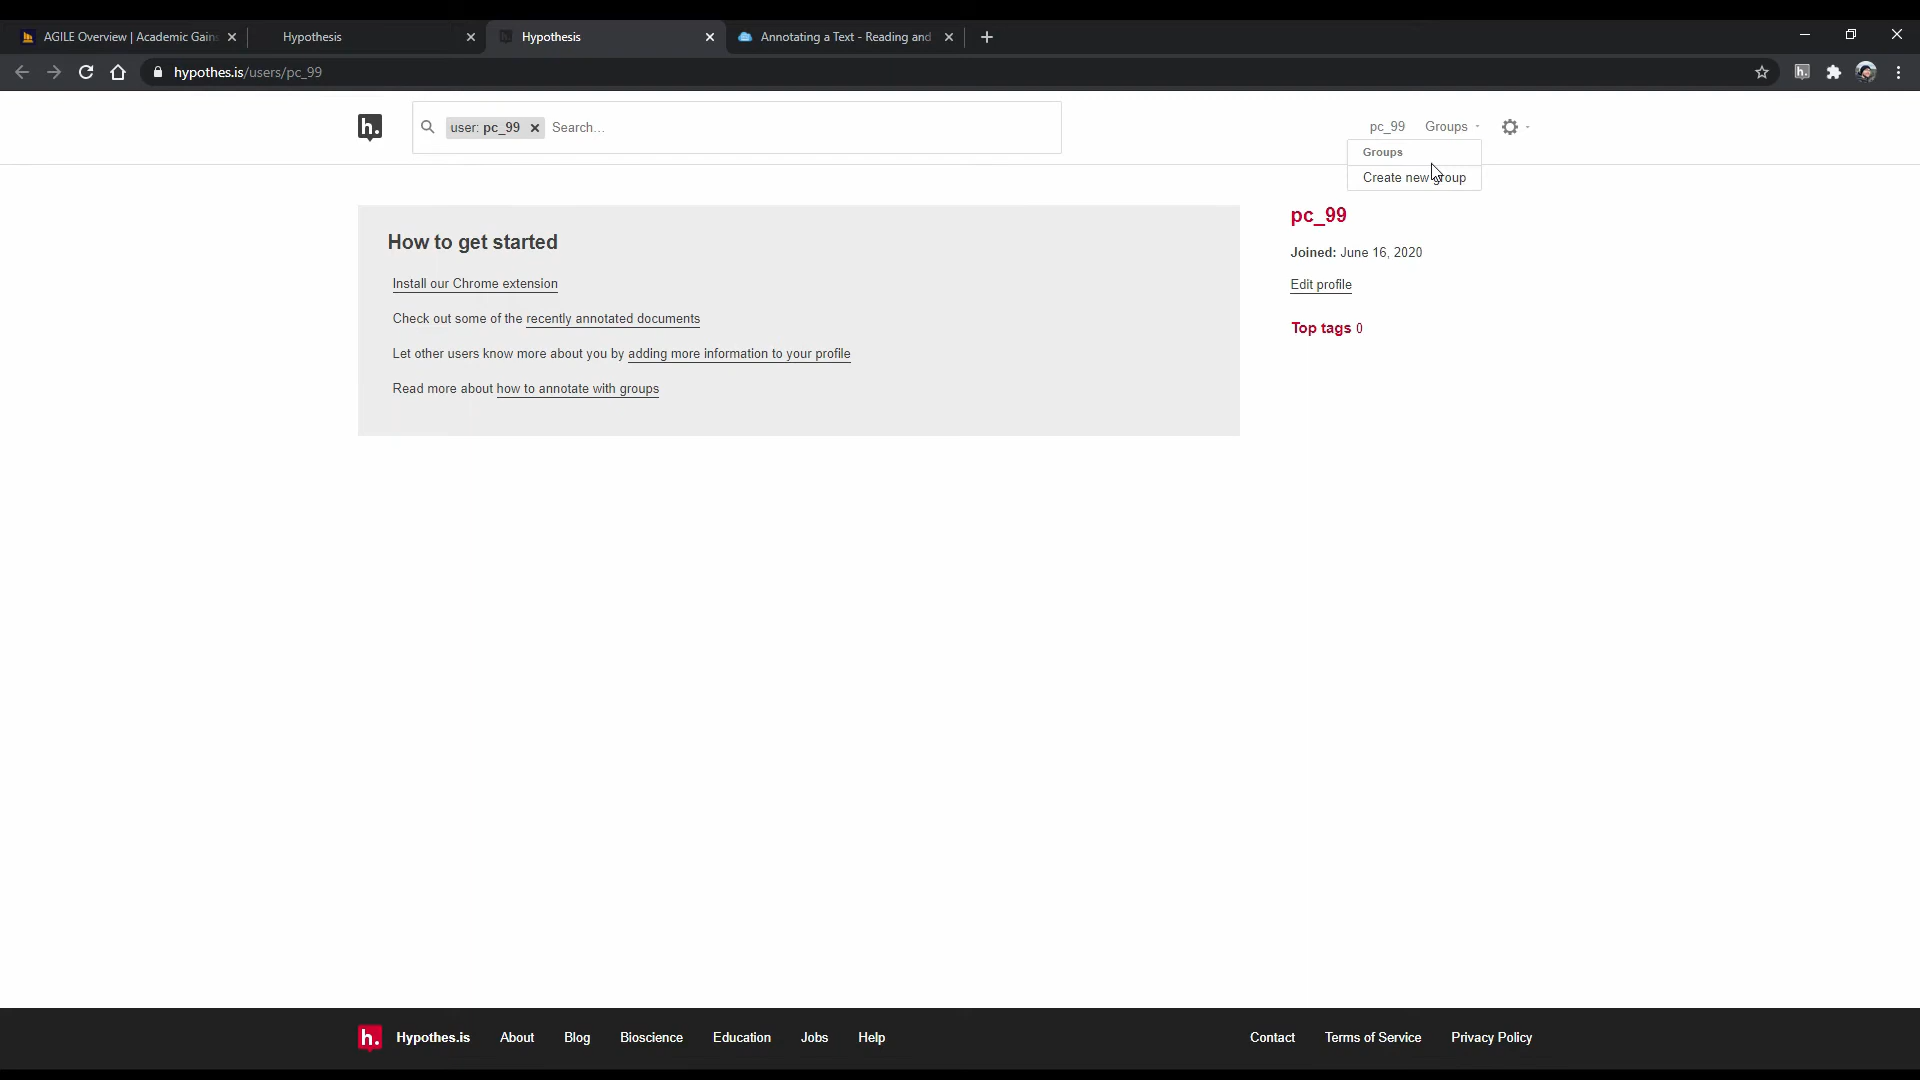 AGILE Overview | Academic Gain
Hypothesis
Hypothesis
Annotating a Text - Reading and
hypothes.is/users/pc_99
h.
h.
user: pc_99
Search…
pc_99
Groups
Groups
Create new group
How to get started
Install our Chrome extension
Check out some of the recently annotated documents
Let other users know more about you by adding more information to your profile
Read more about how to annotate with groups
pc_99
Joined: June 16, 2020
Edit profile
Top tags 0
h.
Hypothes.is
About
Blog
Bioscience
Education
Jobs
Help
Contact
Terms of Service
Privacy Policy